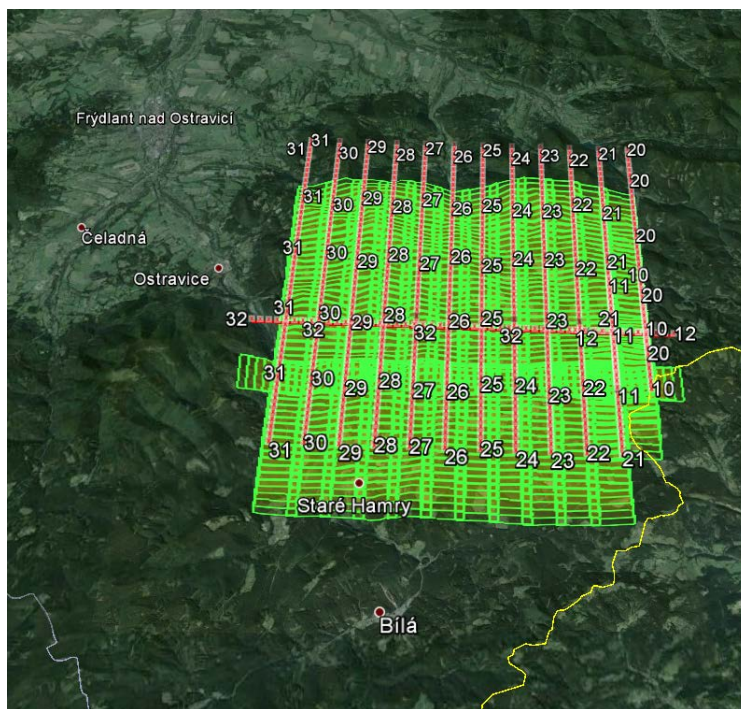 Frýdlant nad Ostravicí
31 31 30 29 28 27 26 25 24 23 22 21 20
20
31 30 29 28 27 26 25 24 23 22 21
Čeladná
20
31 30 29 28 27 26 25 24 23 22 21 10
Ostravice
11
20
31 30 29 28 26 25 23 21
32 32 32 32 12 11 10 12
20
31 30 29 28 27 26 25 24 23 22 11 10
31 30 29 28 27 26 25 24 23 22 21
Staré Hamry
Bílá